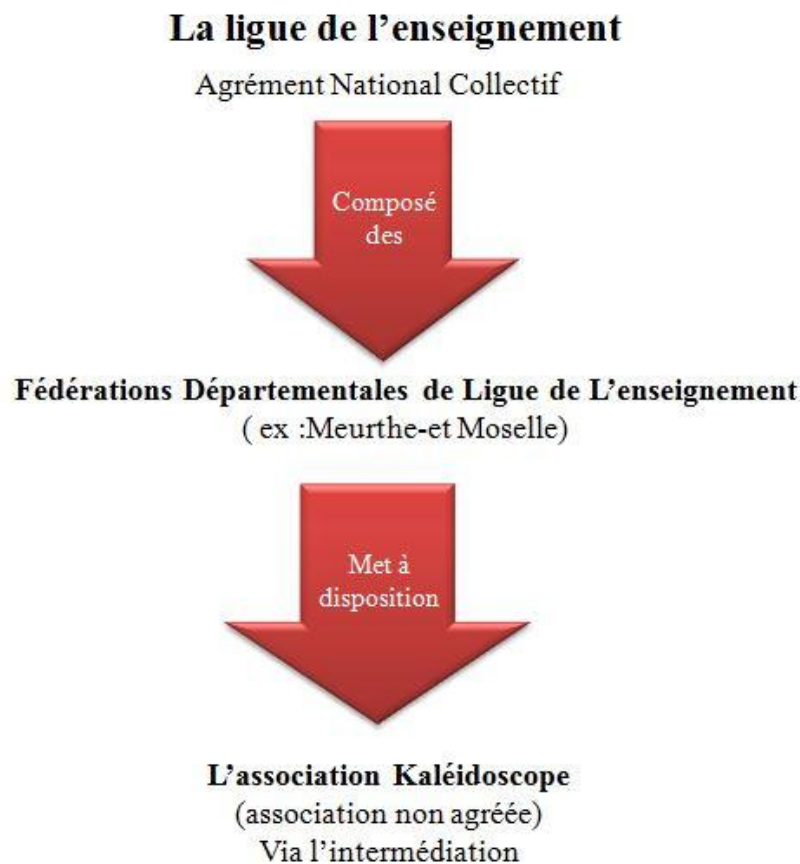 La ligue de l’enseignement
Agrément National Collectif
Composé
des
Fédérations Départementales de Ligue de L’enseignement
( ex :Meurthe-et Moselle)
Met à
disposition
L’association Kaléidoscope
(association non agréée)
Via l’intermédiation